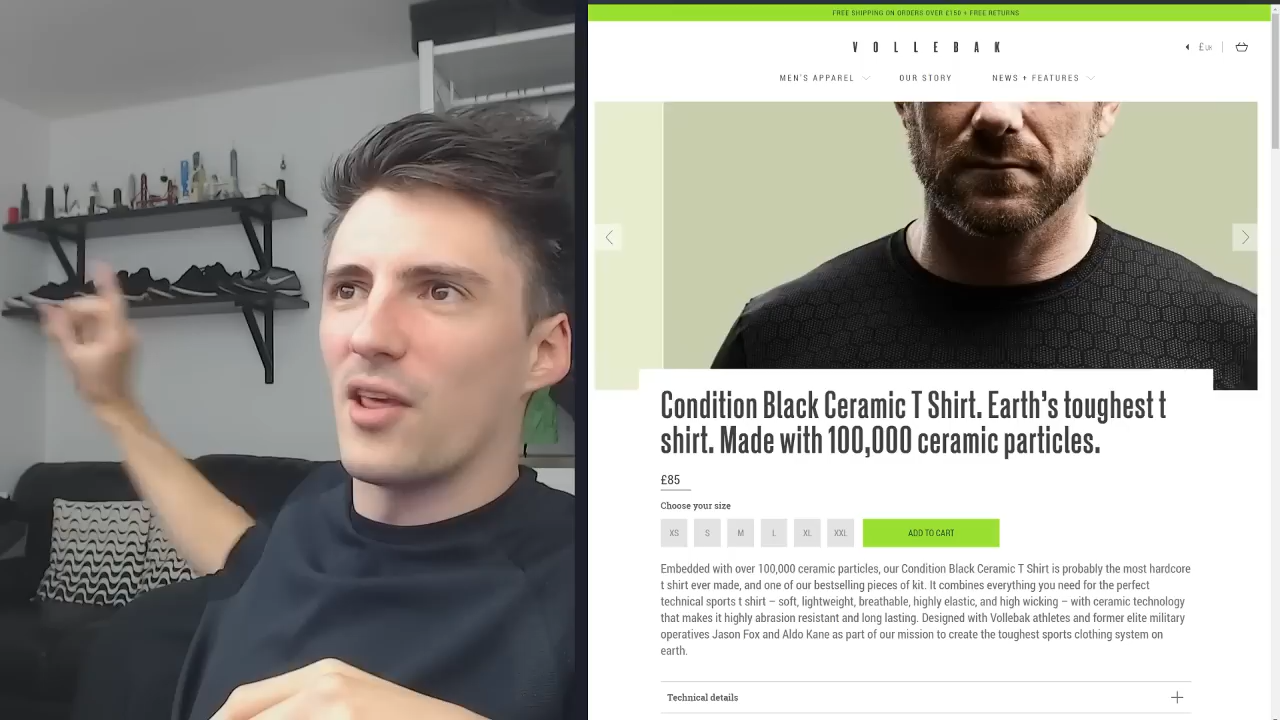 FREE SHIPPING ON ORDERS OVER £150 + FREE RETURNS
VOLLEBAK
£UK
MEN'S APPAREL
OUR STORY
NEWS + FEATURES
Condition Black Ceramic T Shirt. Earth's toughest t
shirt. Made with 100,000 ceramic particles.
£85
Choose your size
XS S M L XL XXL ADD TO CART
Embedded with over 100,000 ceramic particles, our Condition Black Ceramic T Shirt is probably the most hardcore
t shirt ever made, and one of our bestselling pieces of kit. It combines everything you need for the perfect
technical sports t shirt – soft, lightweight, breathable, highly elastic, and high wicking – with ceramic technology
that makes it highly abrasion resistant and long lasting. Designed with Vollebak athletes and former elite military
operatives Jason Fox and Aldo Kane as part of our mission to create the toughest sports clothing system on
earth.
Technical details